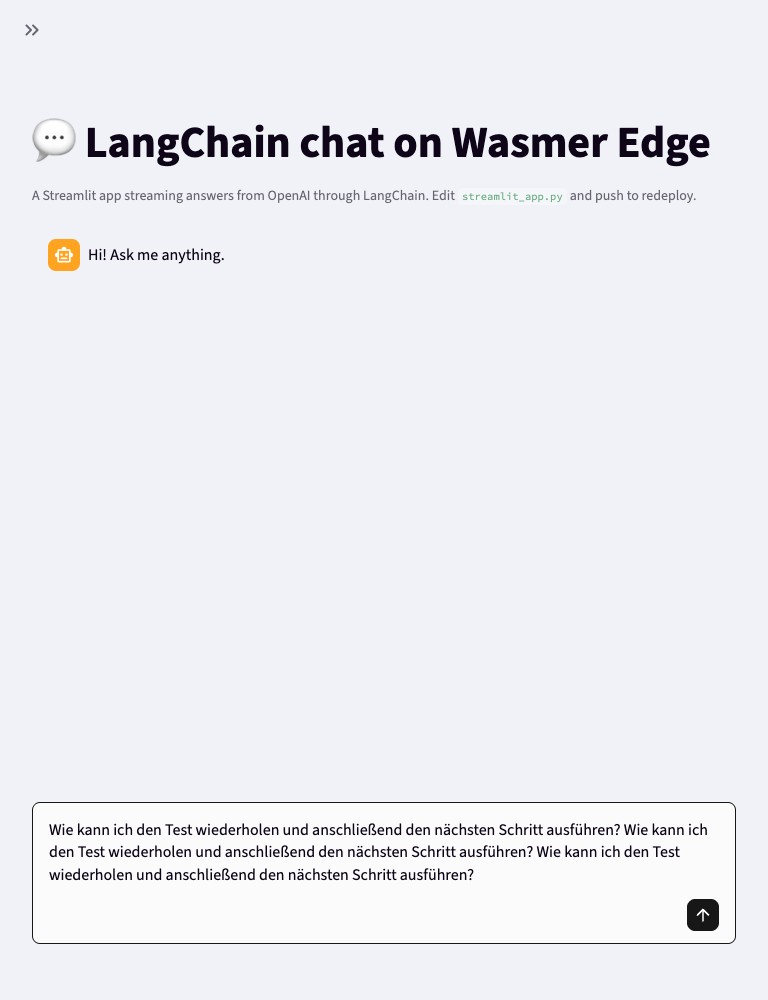 LangChain chat on Wasmer Edge
A Streamlit app streaming answers from OpenAI through LangChain. Edit streamlit_app.py and push to redeploy.
Hi! Ask me anything.
Wie kann ich den Test wiederholen und anschließend den nächsten Schritt ausführen? Wie kann ich
den Test wiederholen und anschließend den nächsten Schritt ausführen? Wie kann ich den Test
wiederholen und anschließend den nächsten Schritt ausführen?